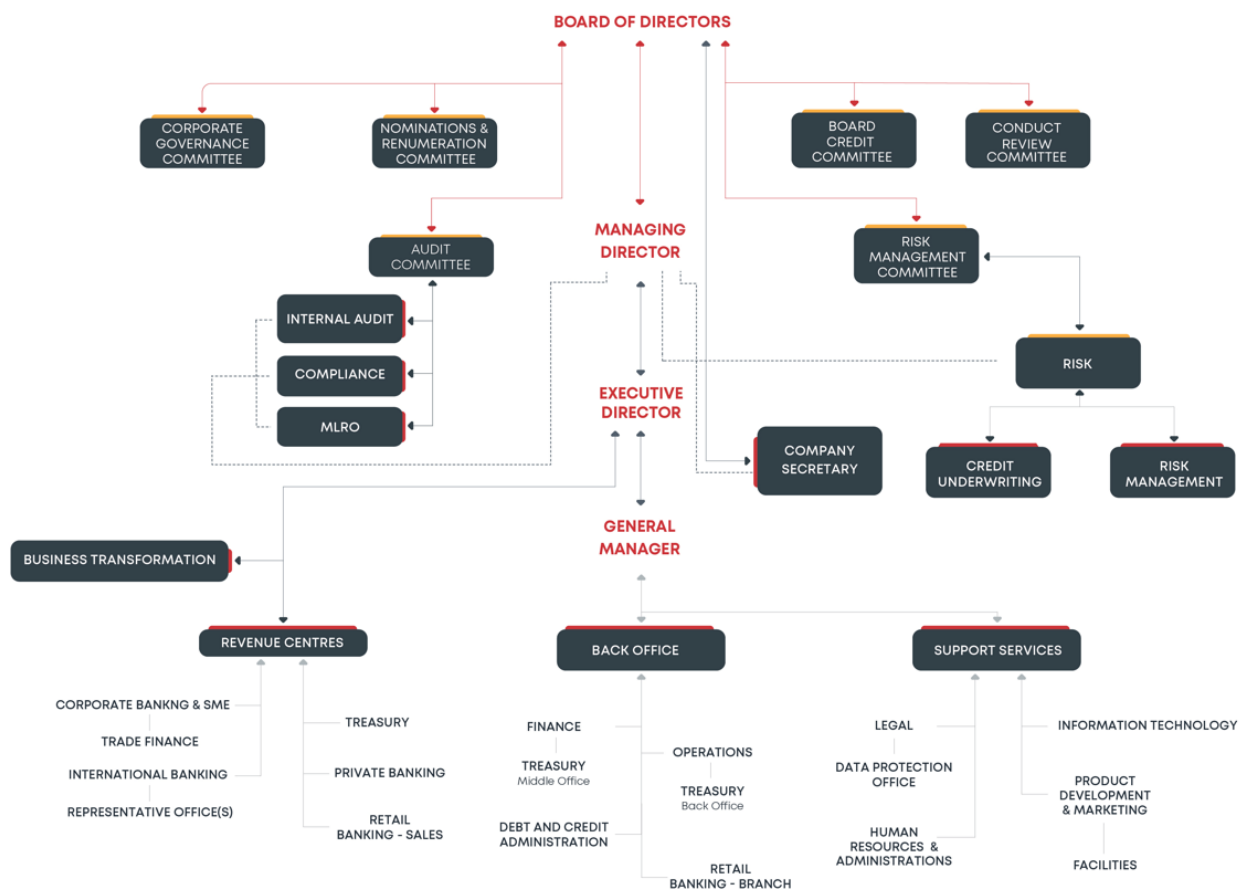 BOARD OF DIRECTORS
CORPORATE
GOVERNANCE
COMMITTEE
NOMINATIONS &
RENUMERATION
COMMITTEE
BOARD
CREDIT
COMMITTEE
CONDUCT
REVIEW
COMMITTEE
AUDIT
COMMITTEE
MANAGING
DIRECTOR
RISK
MANAGEMENT
COMMITTEE
INTERNAL AUDIT
COMPLIANCE
MLRO
EXECUTIVE
DIRECTOR
RISK
COMPANY
SECRETARY
CREDIT
UNDERWRITING
RISK
MANAGEMENT
GENERAL
MANAGER
BUSINESS TRANSFORMATION
REVENUE CENTRES
BACK OFFICE
SUPPORT SERVICES
CORPORATE BANKNG & SME
TRADE FINANCE
INTERNATIONAL BANKING
REPRESENTATIVE OFFICE(S)
TREASURY
PRIVATE BANKING
RETAIL
BANKING - SALES
FINANCE
TREASURY
Middle Office
DEBT AND CREDIT
ADMINISTRATION
OPERATIONS
TREASURY
Back Office
RETAIL
BANKING - BRANCH
LEGAL
DATA PROTECTION
OFFICE
HUMAN
RESOURCES &
ADMINISTRATIONS
INFORMATION TECHNOLOGY
PRODUCT
DEVELOPMENT
& MARKETING
FACILITIES